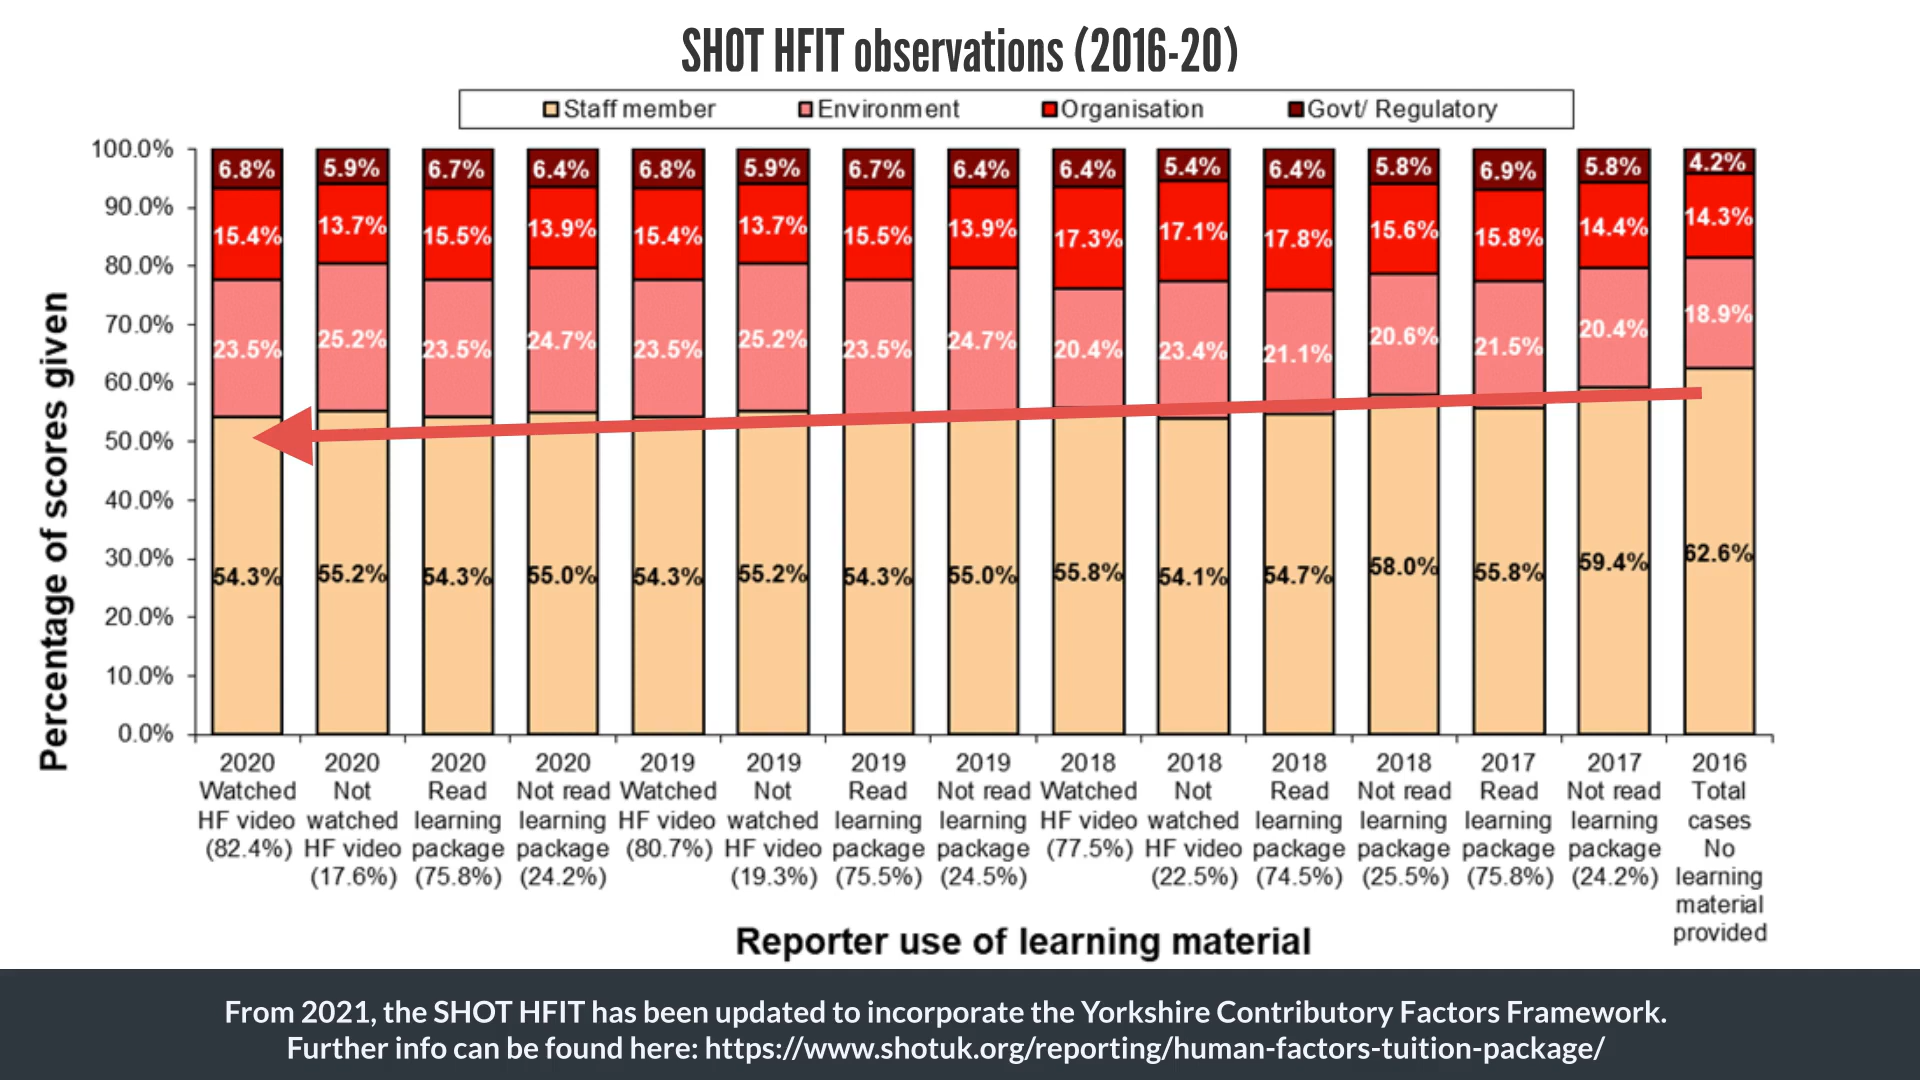 SHOT HFIT observations (2016-20)
Staff member Environment Organisation Govt/ Regulatory
100.0%
90.0%
80.0%
70.0%
60.0%
50.0%
40.0%
30.0%
20.0%
10.0%
0.0%
Percentage of scores given
6.8% 5.9% 6.7% 6.4% 6.8% 5.9% 6.7% 6.4% 6.4% 5.4% 6.4% 5.8% 6.9% 5.8% 4.2%
15.4% 13.7% 15.5% 13.9% 15.4% 13.7% 15.5% 13.9% 17.3% 17.1% 17.8% 15.6% 15.8% 14.4% 14.3%
23.5% 25.2% 23.5% 24.7% 23.5% 25.2% 23.5% 24.7% 20.4% 23.4% 21.1% 20.6% 21.5% 20.4% 18.9%
54.3% 55.2% 54.3% 55.0% 54.3% 55.2% 54.3% 55.0% 55.8% 54.1% 54.7% 58.0% 55.8% 59.4% 62.6%
2020 2020 2020 2020 2019 2019 2019 2019 2018 2018 2018 2018 2017 2017 2016
Watched Not Read Not read Watched Not Read Not read Watched Not Read Not read Read Not read Total
HF video watched learning learning HF video watched learning learning HF video watched learning learning learning learning cases
(82.4%) HF video package package (80.7%) HF video package package (77.5%) HF video package package package package No
(17.6%) (75.8%) (24.2%) (19.3%) (75.5%) (24.5%) (22.5%) (74.5%) (25.5%) (75.8%) (24.2%) learning
material
provided
Reporter use of learning material
From 2021, the SHOT HFIT has been updated to incorporate the Yorkshire Contributory Factors Framework.
Further info can be found here: https://www.shotuk.org/reporting/human-factors-tuition-package/